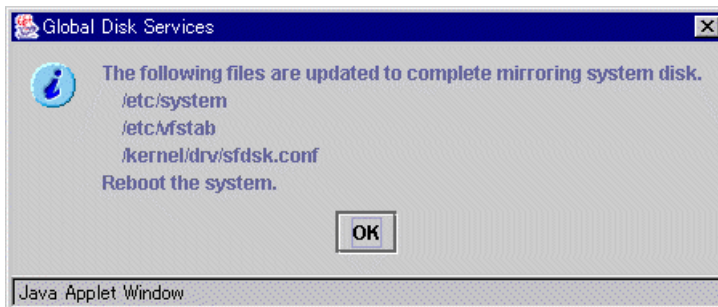 Global Disk Services
The following files are updated to complete mirroring system disk.
/etc/system
/etc/vfstab
/kernel/drv/sfdsk.conf
Reboot the system.
OK
Java Applet Window